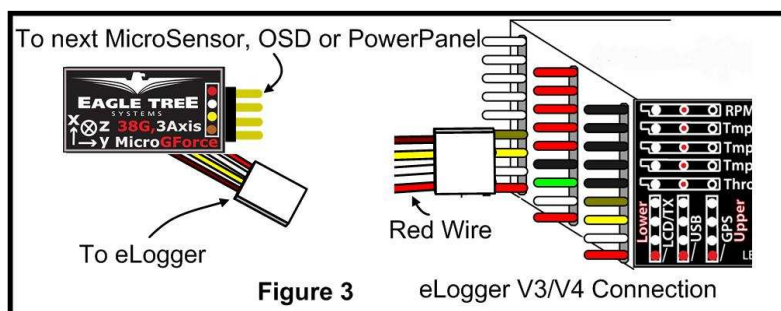 To next MicroSensor, OSD or PowerPanel
EAGLE TREE
SYSTEMS
X Z 38G, 3Axis
y MicroGForce
To eLogger
Red Wire
RPM
Tmp
Tmp
Tmp
Thro
Lower
/LCD/TX
/USB
/GPS
Upper
LE
Figure 3
eLogger V3/V4 Connection